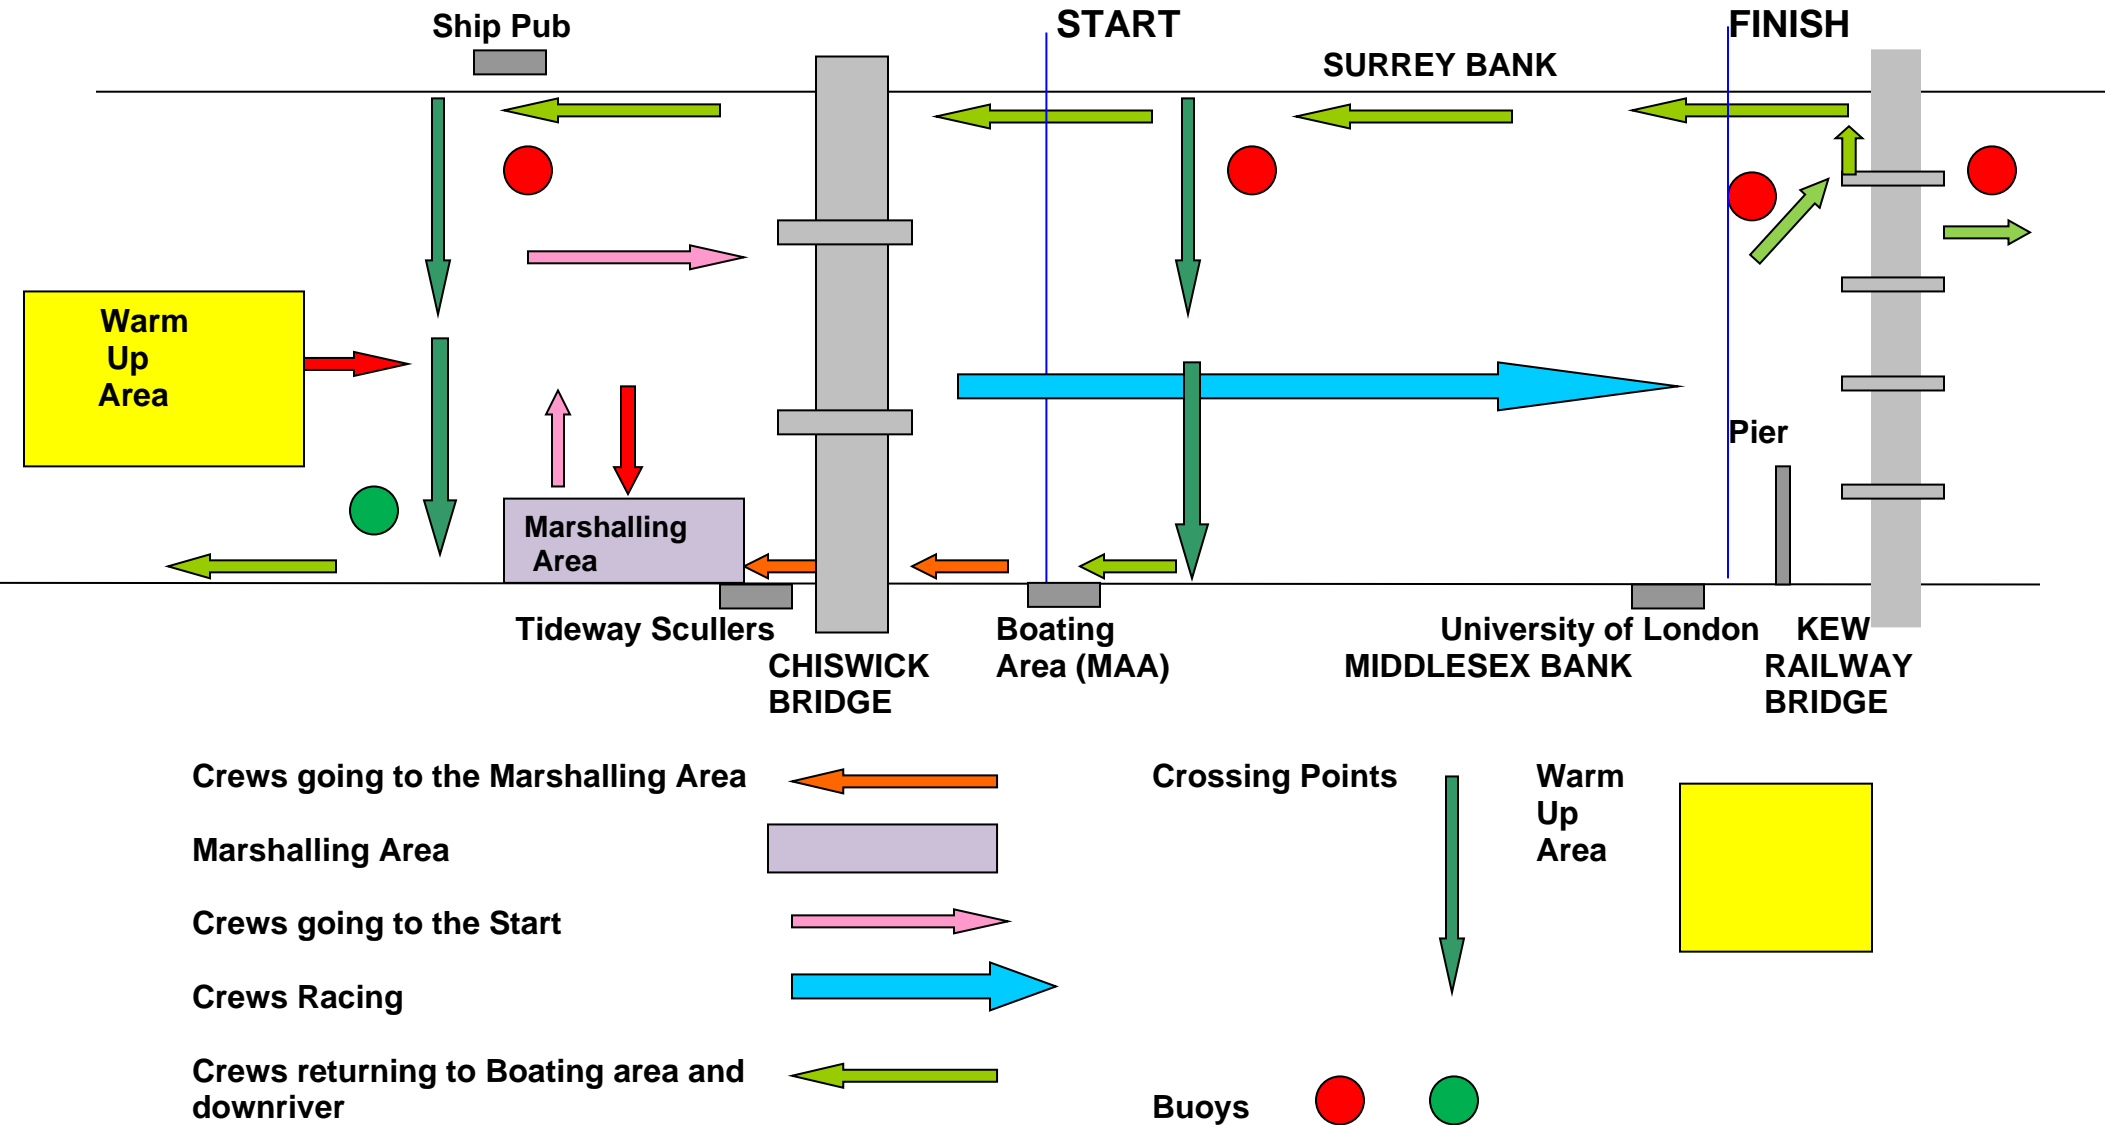 Ship Pub
START
FINISH
SURREY BANK
Warm
Up
Area
Pier
Marshalling
Area
Tideway Scullers
CHISWICK
BRIDGE
Boating
Area (MAA)
University of London
MIDDLESEX BANK
KEW
RAILWAY
BRIDGE
Crews going to the Marshalling Area
Marshalling Area
Crews going to the Start
Crews Racing
Crews returning to Boating area and
downriver
Crossing Points
Buoys
Warm
Up
Area